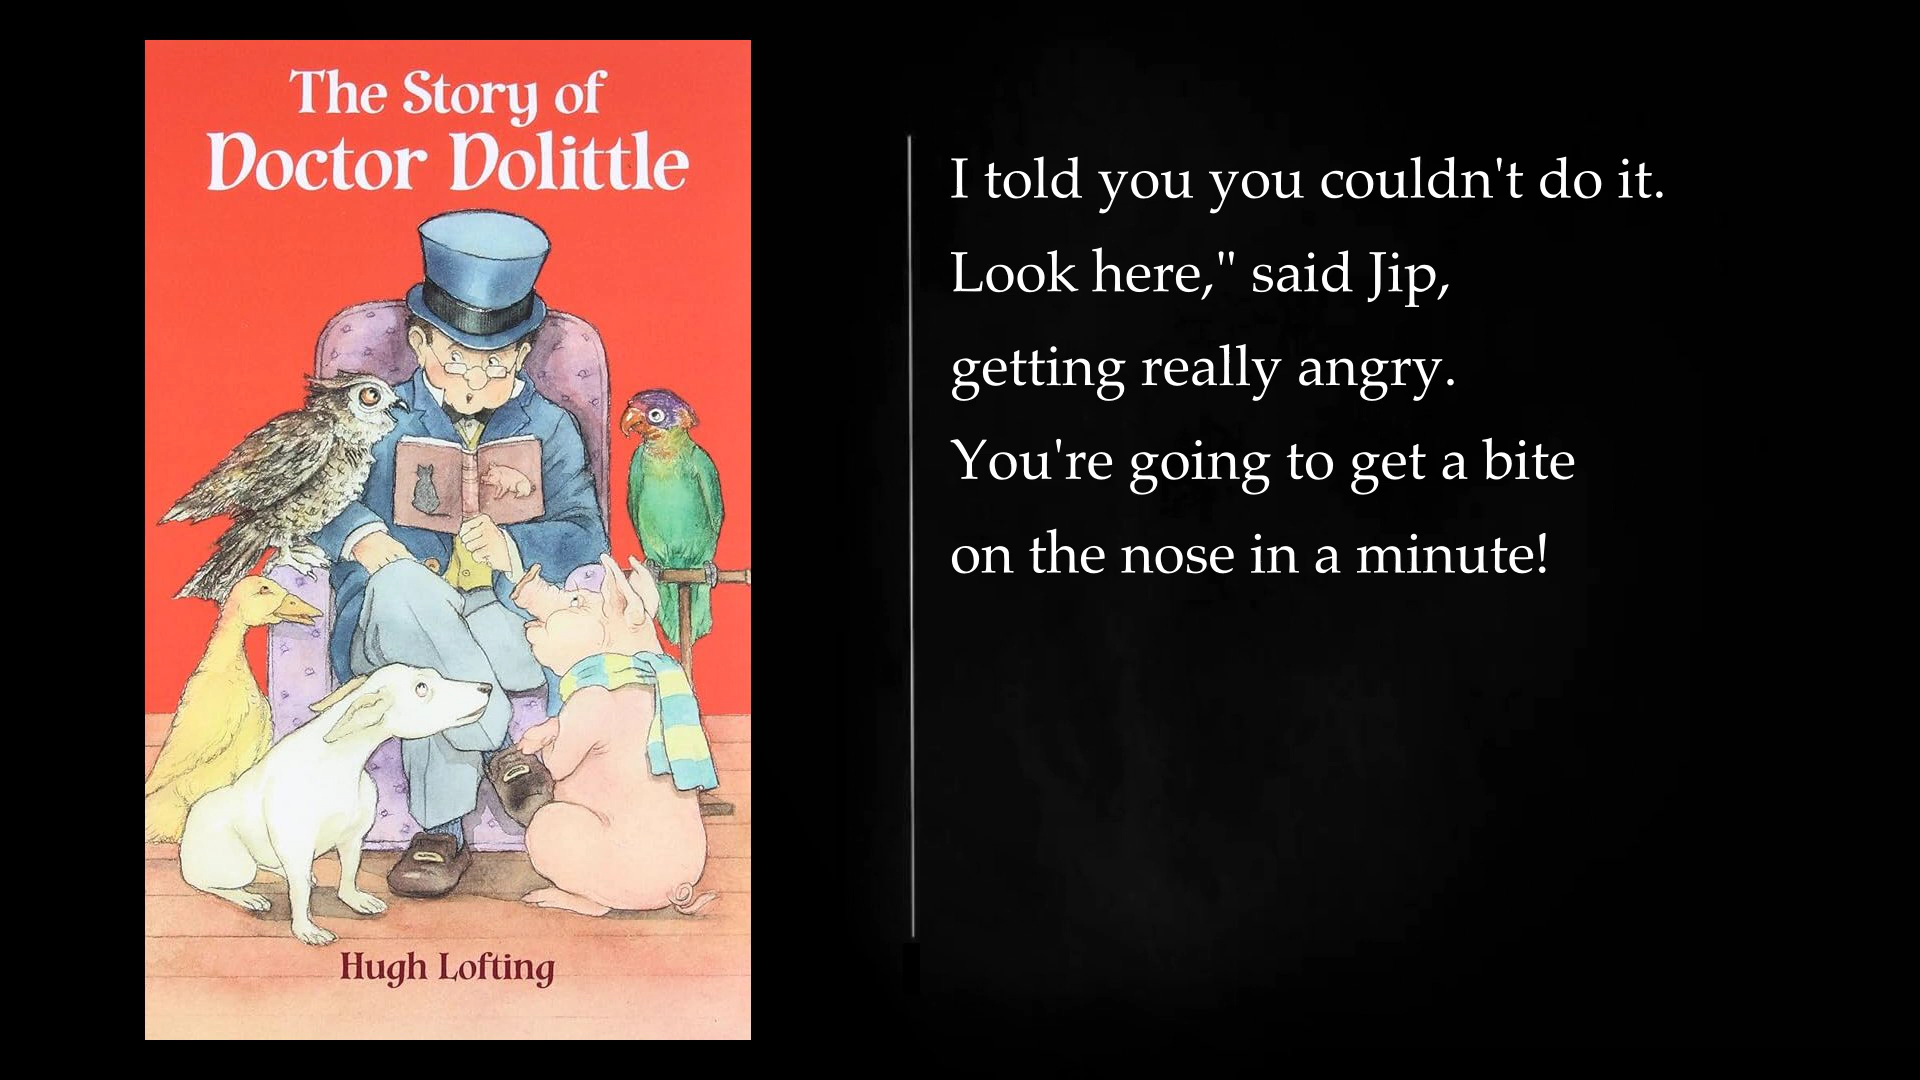 The Story of
Doctor Dolittle
Hugh Lofting
I told you you couldn't do it.
Look here," said Jip,
getting really angry.
You're going to get a bite
on the nose in a minute!